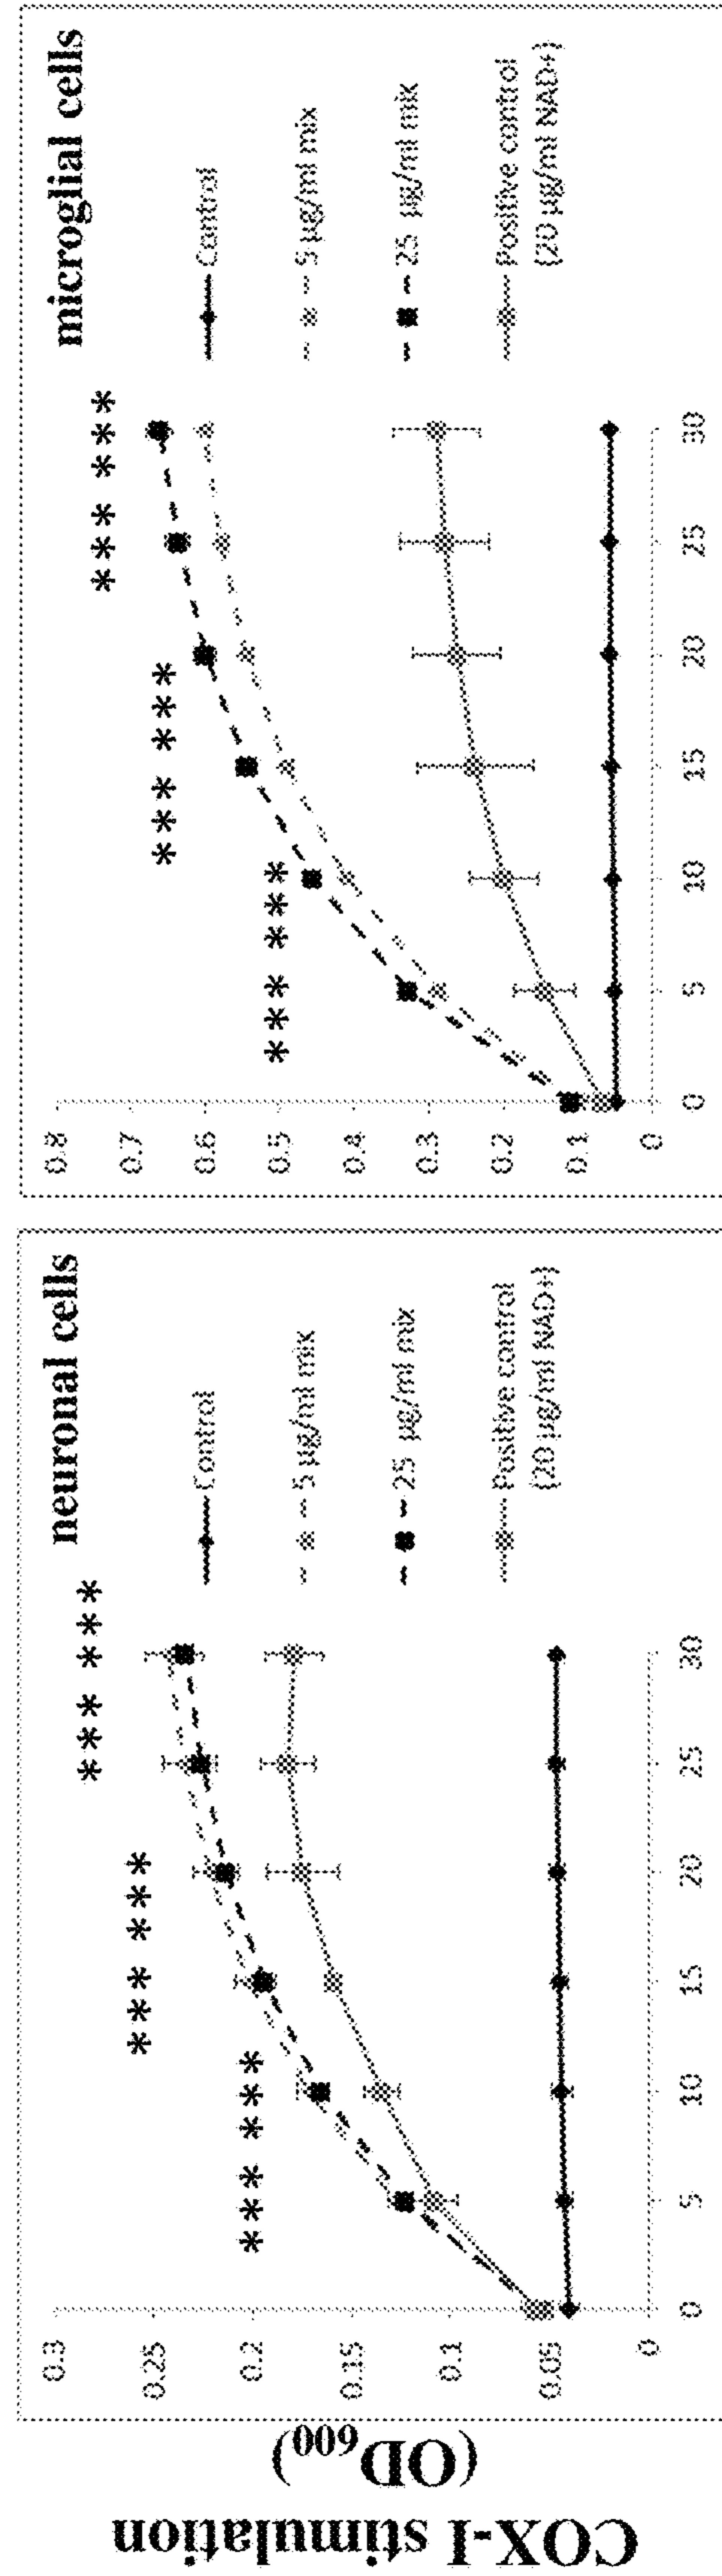 COX-I stimulation
(OD600)
neuronal cells
0.3
0.25
0.2
0.15
0.1
0.05
0
0 5 10 15 20 25 30
*** ***
*** ***
*** ***
Control
5 µg/ml mix
25 µg/ml mix
Positive control
(20 µg/ml NAD+)
microglial cells
0.8
0.7
0.6
0.5
0.4
0.3
0.2
0.1
0
0 5 10 15 20 25 30
*** ***
*** ***
*** ***
Control
5 µg/ml mix
25 µg/ml mix
Positive control
(20 µg/ml NAD+)